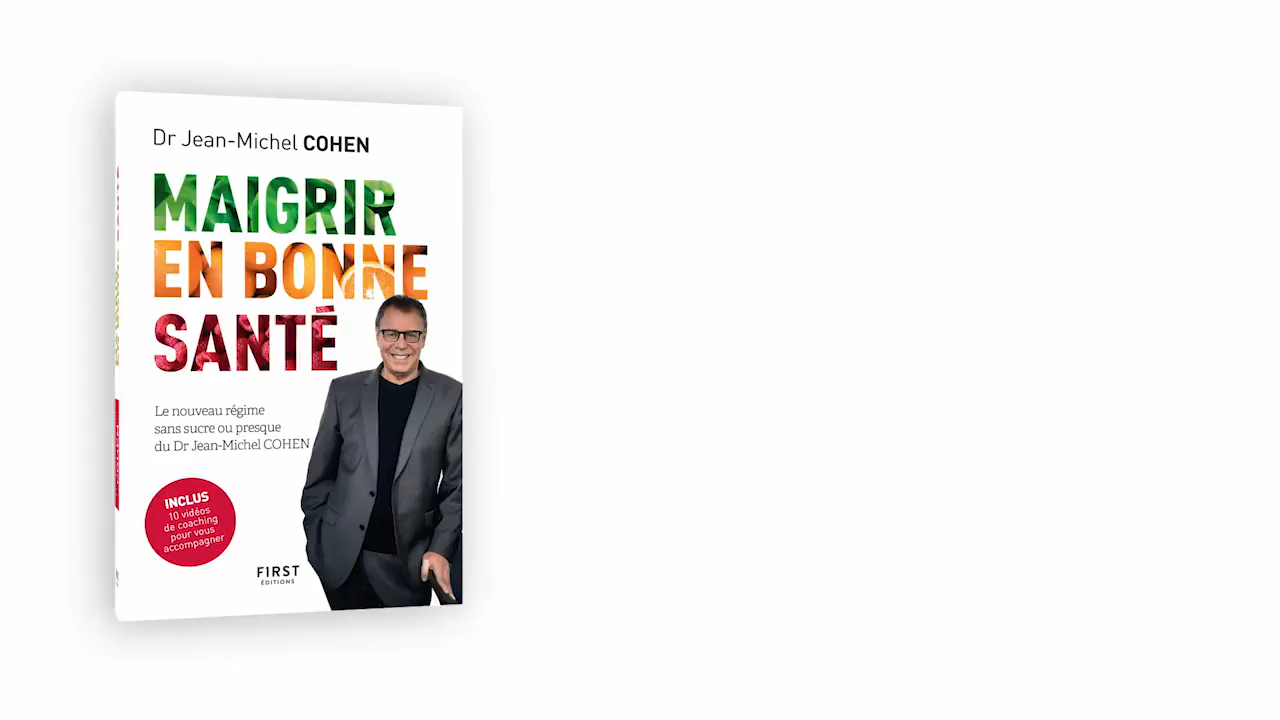 Dr Jean-Michel COHEN
MAIGRIR
EN BONNE
SANTÉ
Le nouveau régime
sans sucre ou presque
du Dr Jean-Michel COHEN
INCLUS
10 vidéos
de coaching
pour vous
accompagner
FIRST
ÉDITIONS